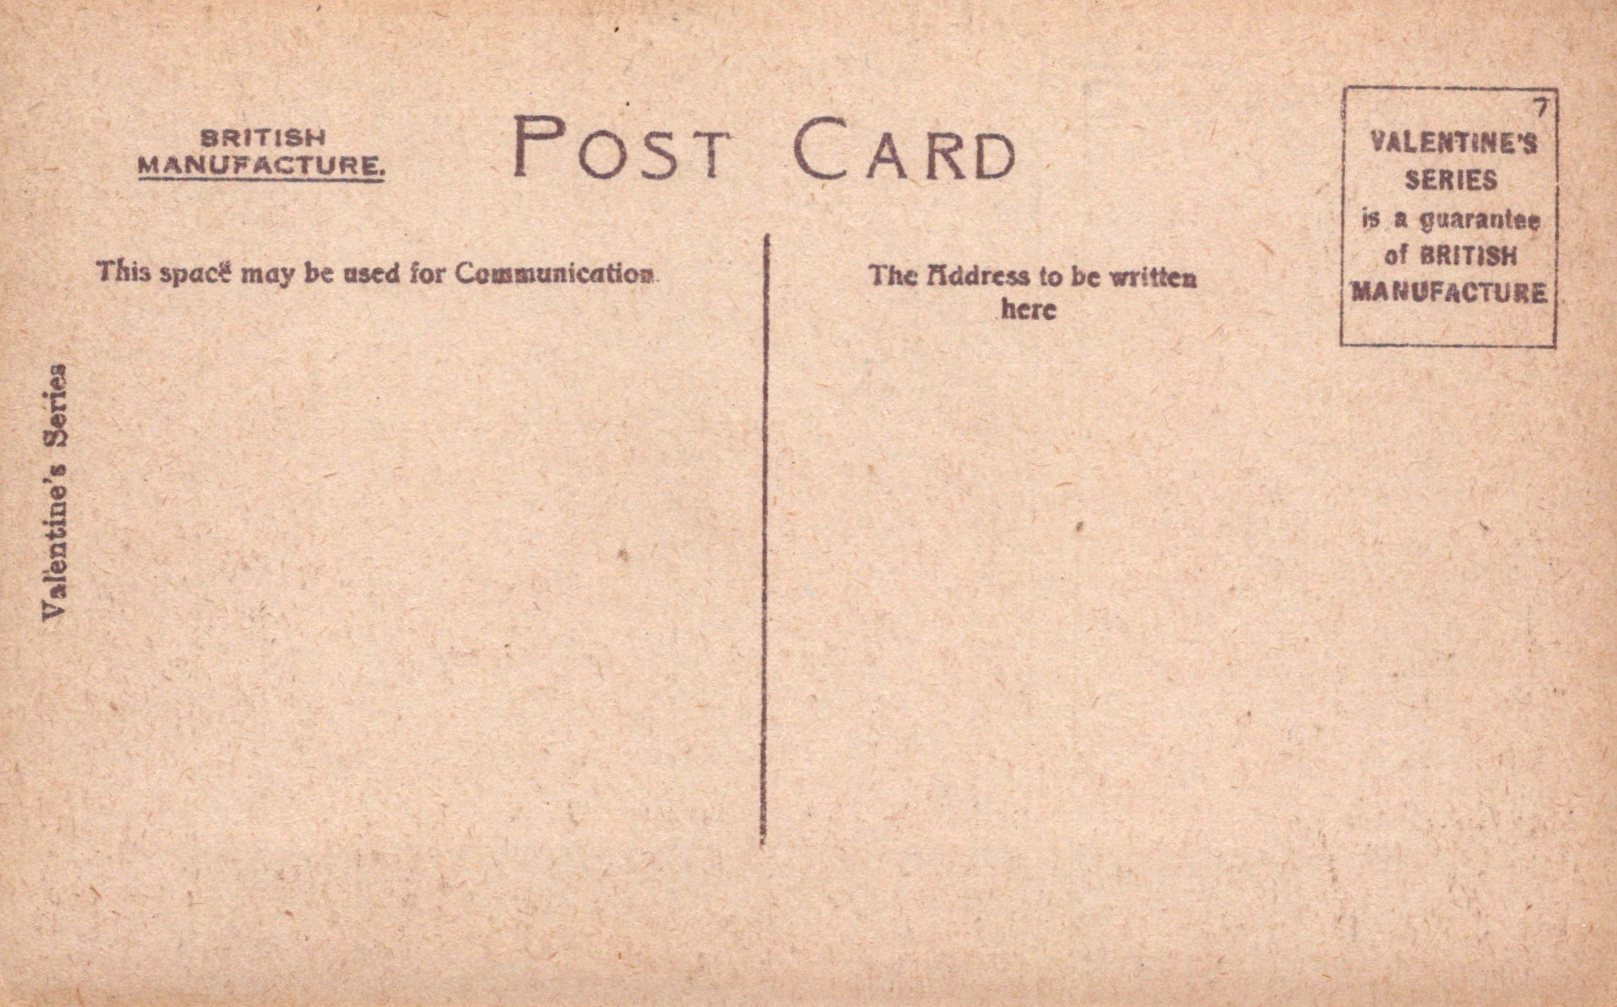 BRITISH
MANUFACTURE.
POST CARD
7
VALENTINE'S
SERIES
is a guarantee
of BRITISH
MANUFACTURE
This space may be used for Communication.
The Address to be written
here
Valentine's Series